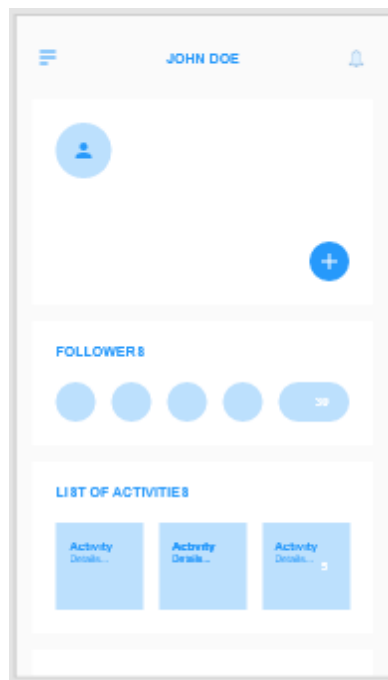 JOHN DOE
FOLLOWERS
30
LIST OF ACTIVITIES
Activity Activity Activity
Details... Details... Details...
5